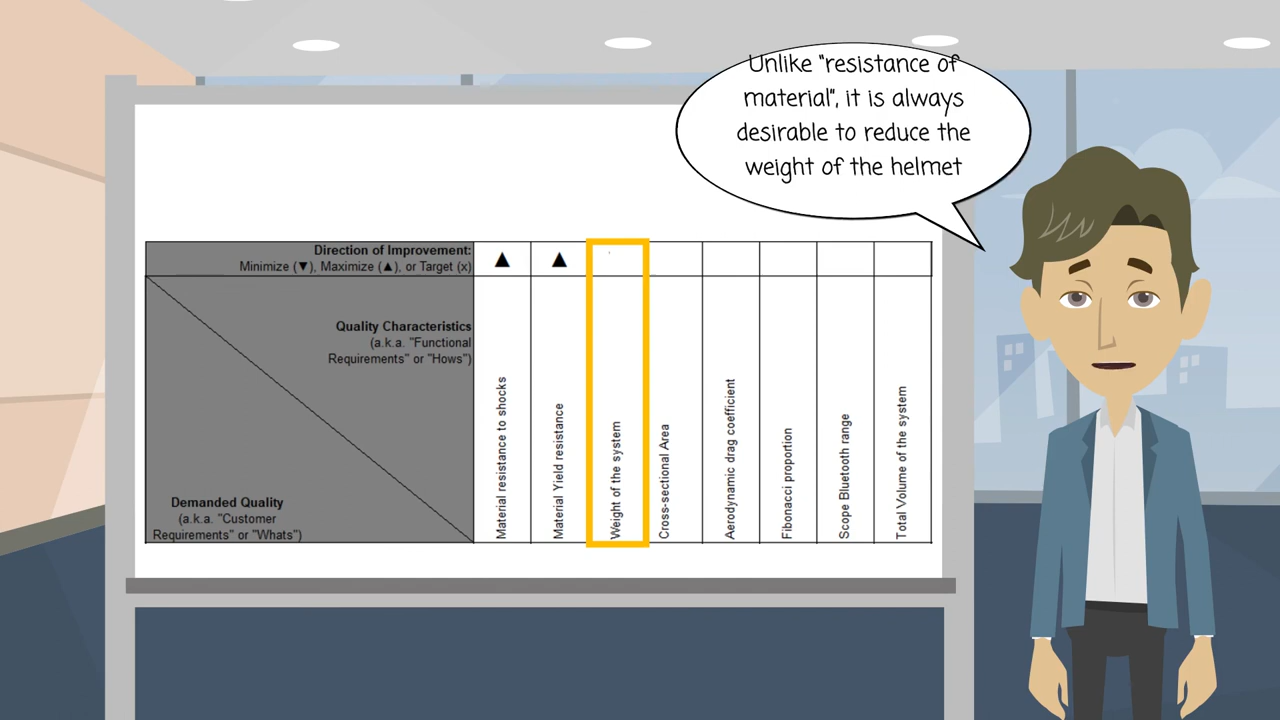 Unlike "resistance of
material", it is always
desirable to reduce the
weight of the helmet
Direction of Improvement:
Minimize (▼), Maximize (▲), or Target (x)
▲ ▲
Quality Characteristics
(a.k.a. "Functional
Requirements" or "Hows")
Demanded Quality
(a.k.a. "Customer
Requirements" or "Whats")
Material resistance to shocks
Material Yield resistance
Weight of the system
Cross-sectional Area
Aerodynamic drag coefficient
Fibonacci proportion
Scope Bluetooth range
Total Volume of the system